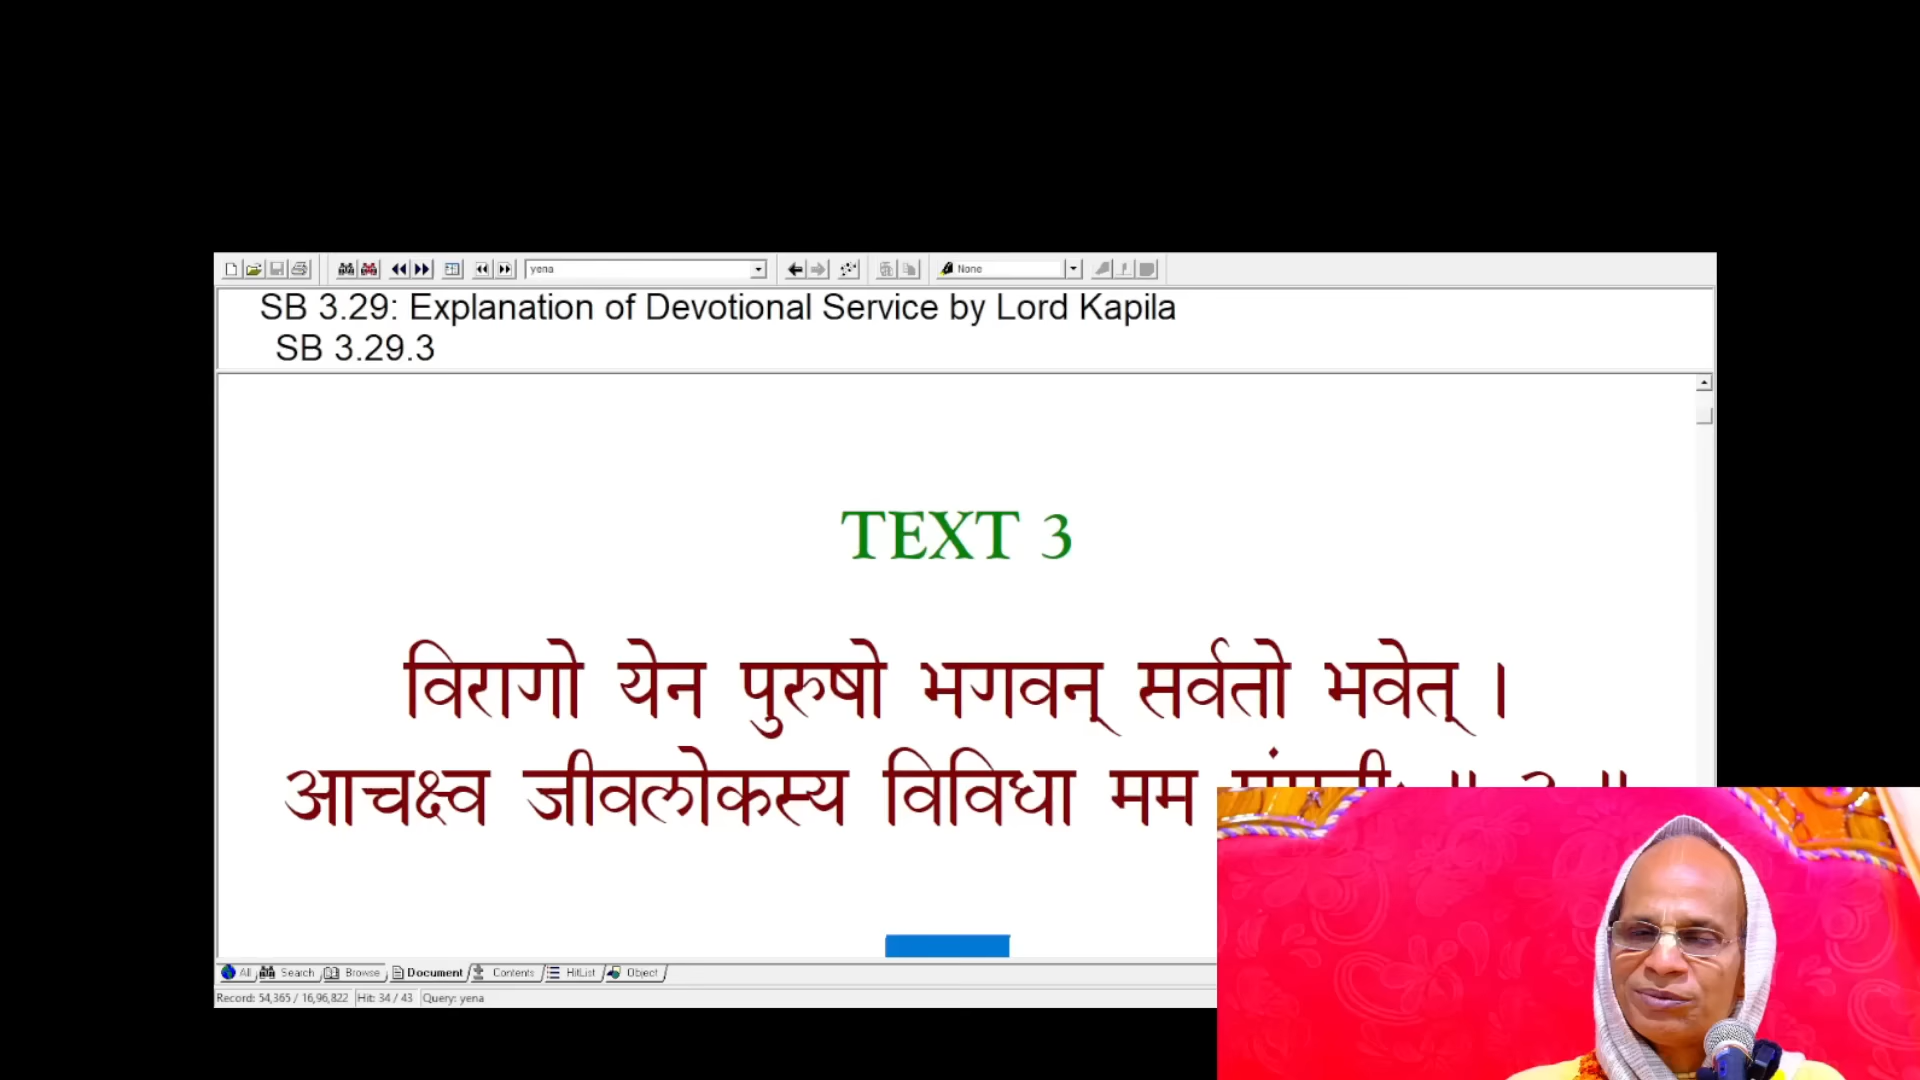 yena
None
SB 3.29: Explanation of Devotional Service by Lord Kapila
SB 3.29.3
TEXT 3
विरागो येन पुरुषो भगवन् सर्वतो भवेत् ।
आचक्ष्व जीवलोकस्य विविधा मम
All Search Browse Document Contents HitList Object
Record: 54,365 / 16,96,822 Hit: 34 / 43 Query: yena